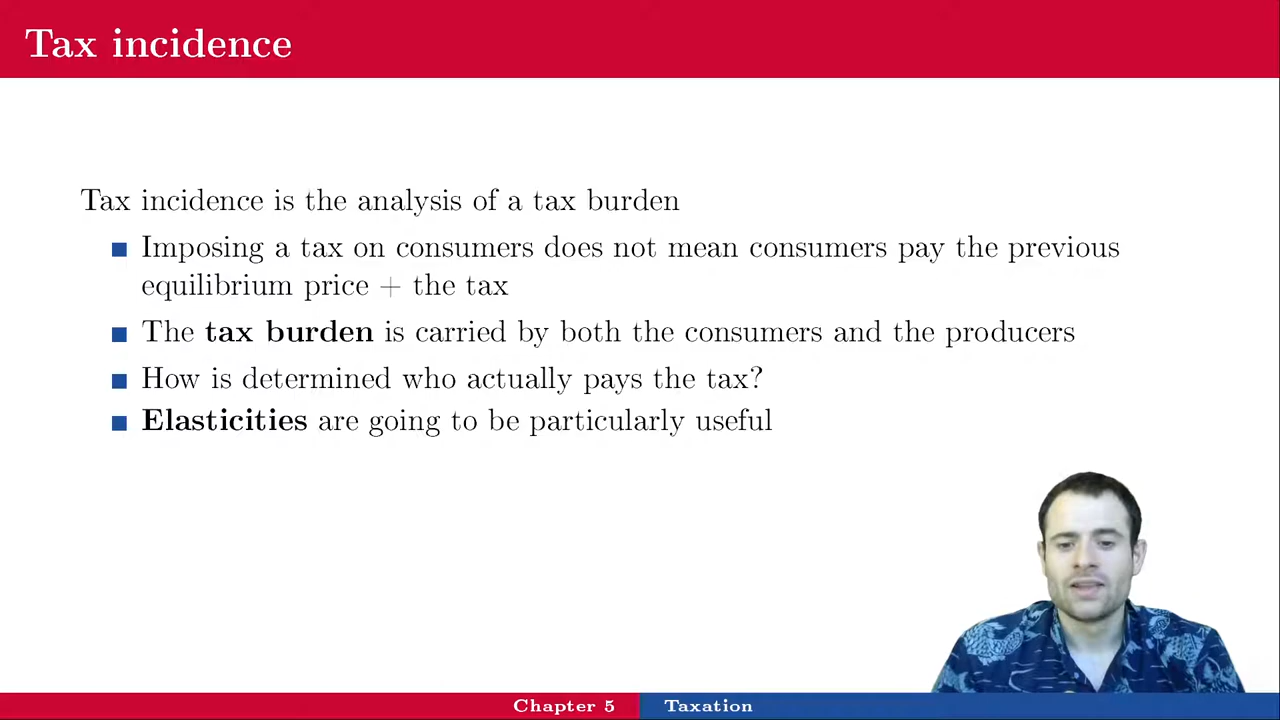 Tax incidence
Tax incidence is the analysis of a tax burden
Imposing a tax on consumers does not mean consumers pay the previous
equilibrium price + the tax
The tax burden is carried by both the consumers and the producers
How is determined who actually pays the tax?
Elasticities are going to be particularly useful
Chapter 5
Taxation